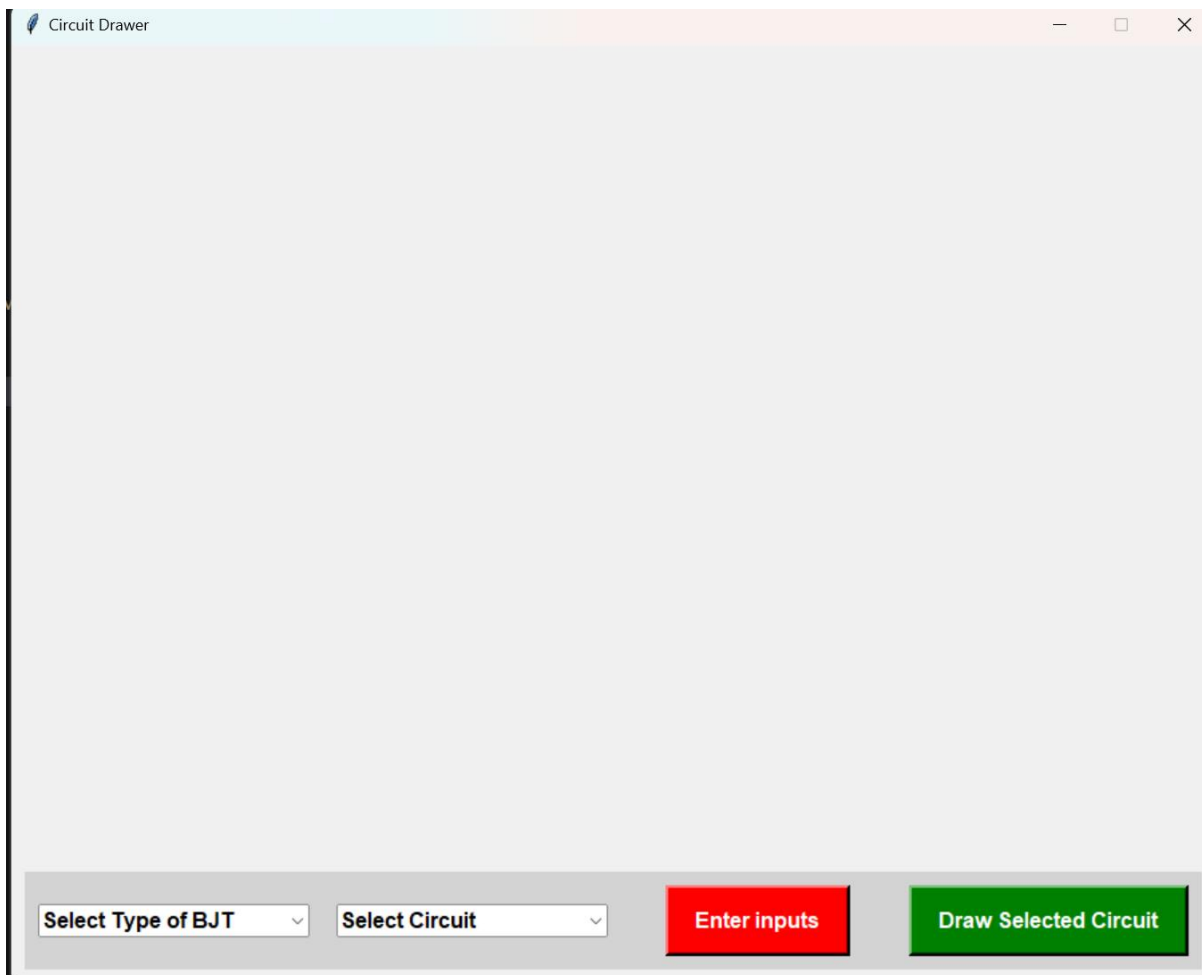 Circuit Drawer
Select Type of BJT
Select Circuit
Enter inputs
Draw Selected Circuit